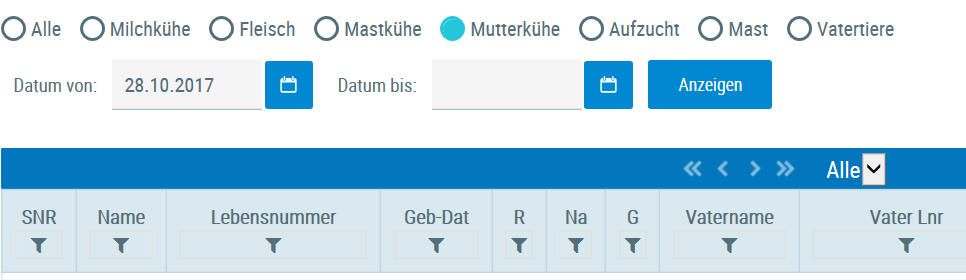 Alle Milchkühe Fleisch Mastkühe Mutterkühe Aufzucht Mast Vatertiere
Datum von: 28.10.2017 Datum bis: Anzeigen
Alle
SNR Name Lebensnummer Geb-Dat R Na G Vatername Vater Lnr